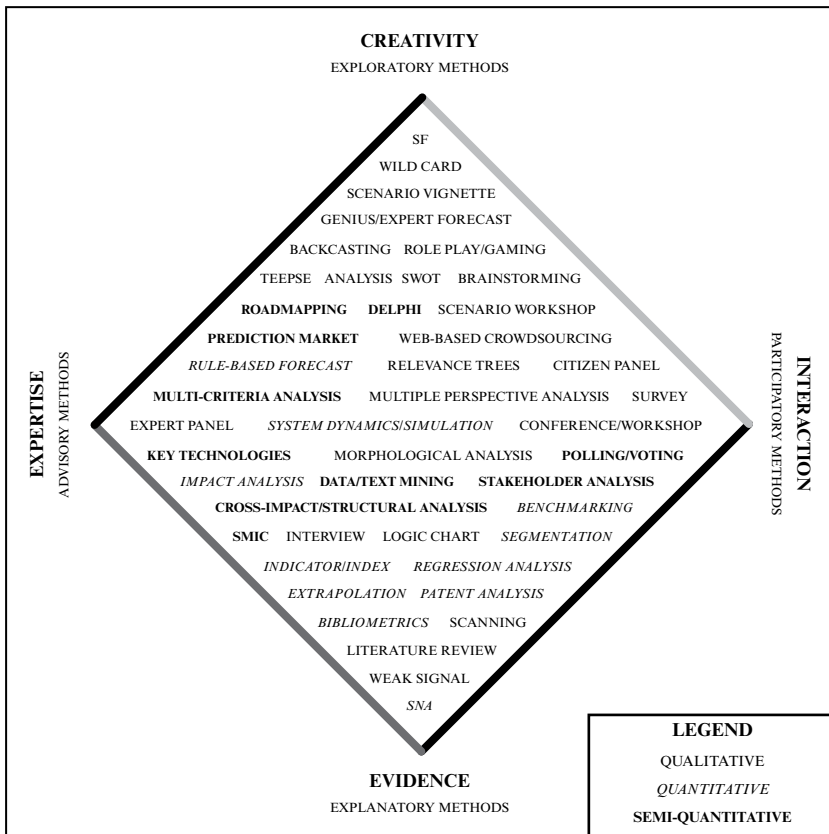 CREATIVITY
EXPLORATORY METHODS
SF
WILD CARD
SCENARIO VIGNETTE
GENIUS/EXPERT FORECAST
BACKCASTING ROLE PLAY/GAMING
TEEPSE ANALYSIS SWOT BRAINSTORMING
ROADMAPPING DELPHI SCENARIO WORKSHOP
PREDICTION MARKET WEB-BASED CROWDSOURCING
RULE-BASED FORECAST RELEVANCE TREES CITIZEN PANEL
MULTI-CRITERIA ANALYSIS MULTIPLE PERSPECTIVE ANALYSIS SURVEY
EXPERT PANEL SYSTEM DYNAMICS/SIMULATION CONFERENCE/WORKSHOP
KEY TECHNOLOGIES MORPHOLOGICAL ANALYSIS POLLING/VOTING
IMPACT ANALYSIS DATA/TEXT MINING STAKEHOLDER ANALYSIS
CROSS-IMPACT/STRUCTURAL ANALYSIS BENCHMARKING
SMIC INTERVIEW LOGIC CHART SEGMENTATION
INDICATOR/INDEX REGRESSION ANALYSIS
EXTRAPOLATION PATENT ANALYSIS
BIBLIOMETRICS SCANNING
LITERATURE REVIEW
WEAK SIGNAL
SNA
EXPERTISE
ADVISORY METHODS
INTERACTION
PARTICIPATORY METHODS
EVIDENCE
EXPLANATORY METHODS
LEGEND
QUALITATIVE
QUANTITATIVE
SEMI-QUANTITATIVE